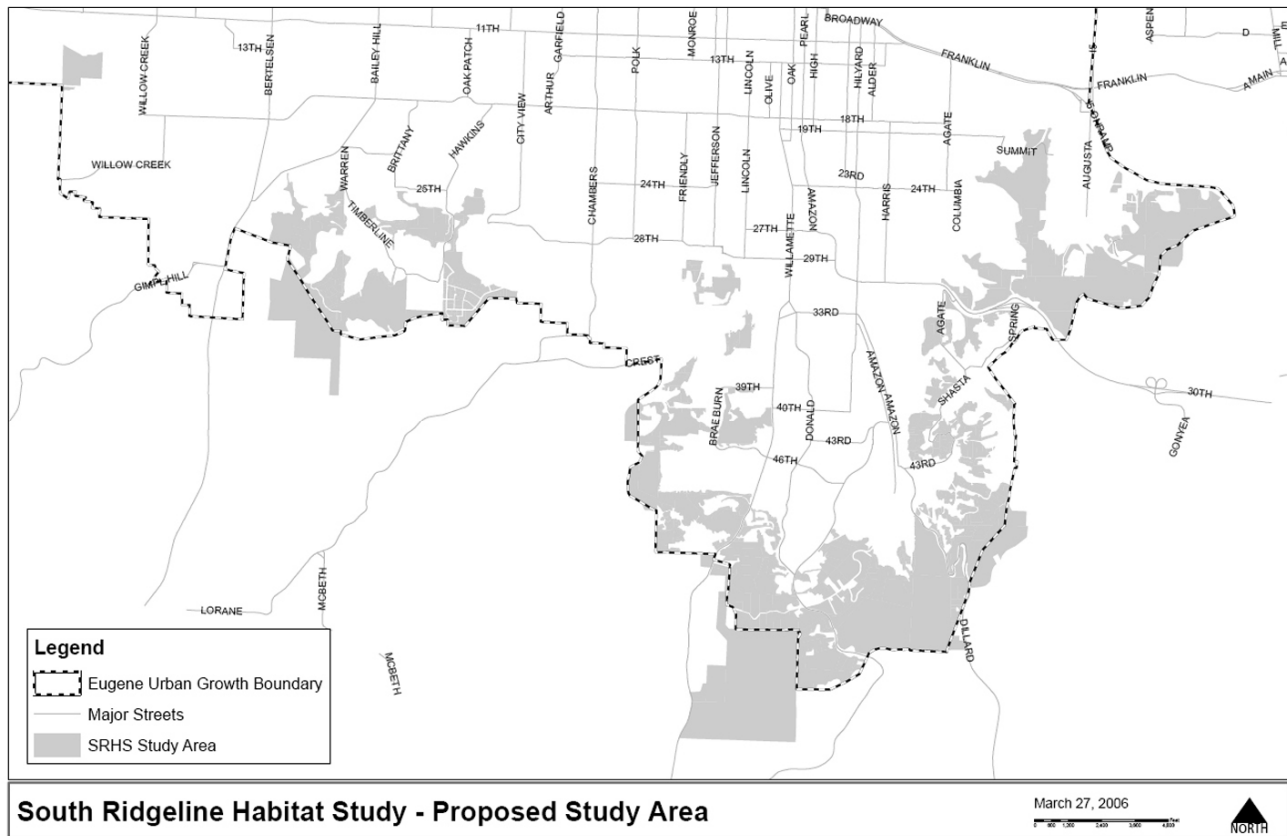 BROADWAY
11TH
13TH
WILLOW CREEK
BERTELSEN
BAILEY HILL
OAK PATCH
GARFIELD
ARTHUR
CITY VIEW
POLK
MONROE
13TH
LINCOLN
OLIVE
OAK
PEARL
HIGH
HILYARD
ALDER
FRANKLIN
FRANKLIN
IS
ASPEN
D
MILL
E
A
A MAIN
18TH
19TH
AGATE
SUMMIT
AUGUSTA
WILLOW CREEK
WARREN
BRITTANY
HAWKINS
25TH
TIMBERLINE
CHAMBERS
24TH
FRIENDLY
JEFFERSON
LINCOLN
23RD
24TH
HARRIS
COLUMBIA
AMAZON
WILLAMETTE
27TH
28TH
29TH
GIMPL HILL
33RD
AGATE
SPRING
CREST
39TH
BRAEBURN
40TH
DONALD
43RD
46TH
AMAZON
AMAZON
SHASTA
43RD
30TH
GONYEA
LORANE
MCBETH
MCBETH
DILLARD
Legend
Eugene Urban Growth Boundary
Major Streets
SRHS Study Area
South Ridgeline Habitat Study - Proposed Study Area
March 27, 2006
NORTH